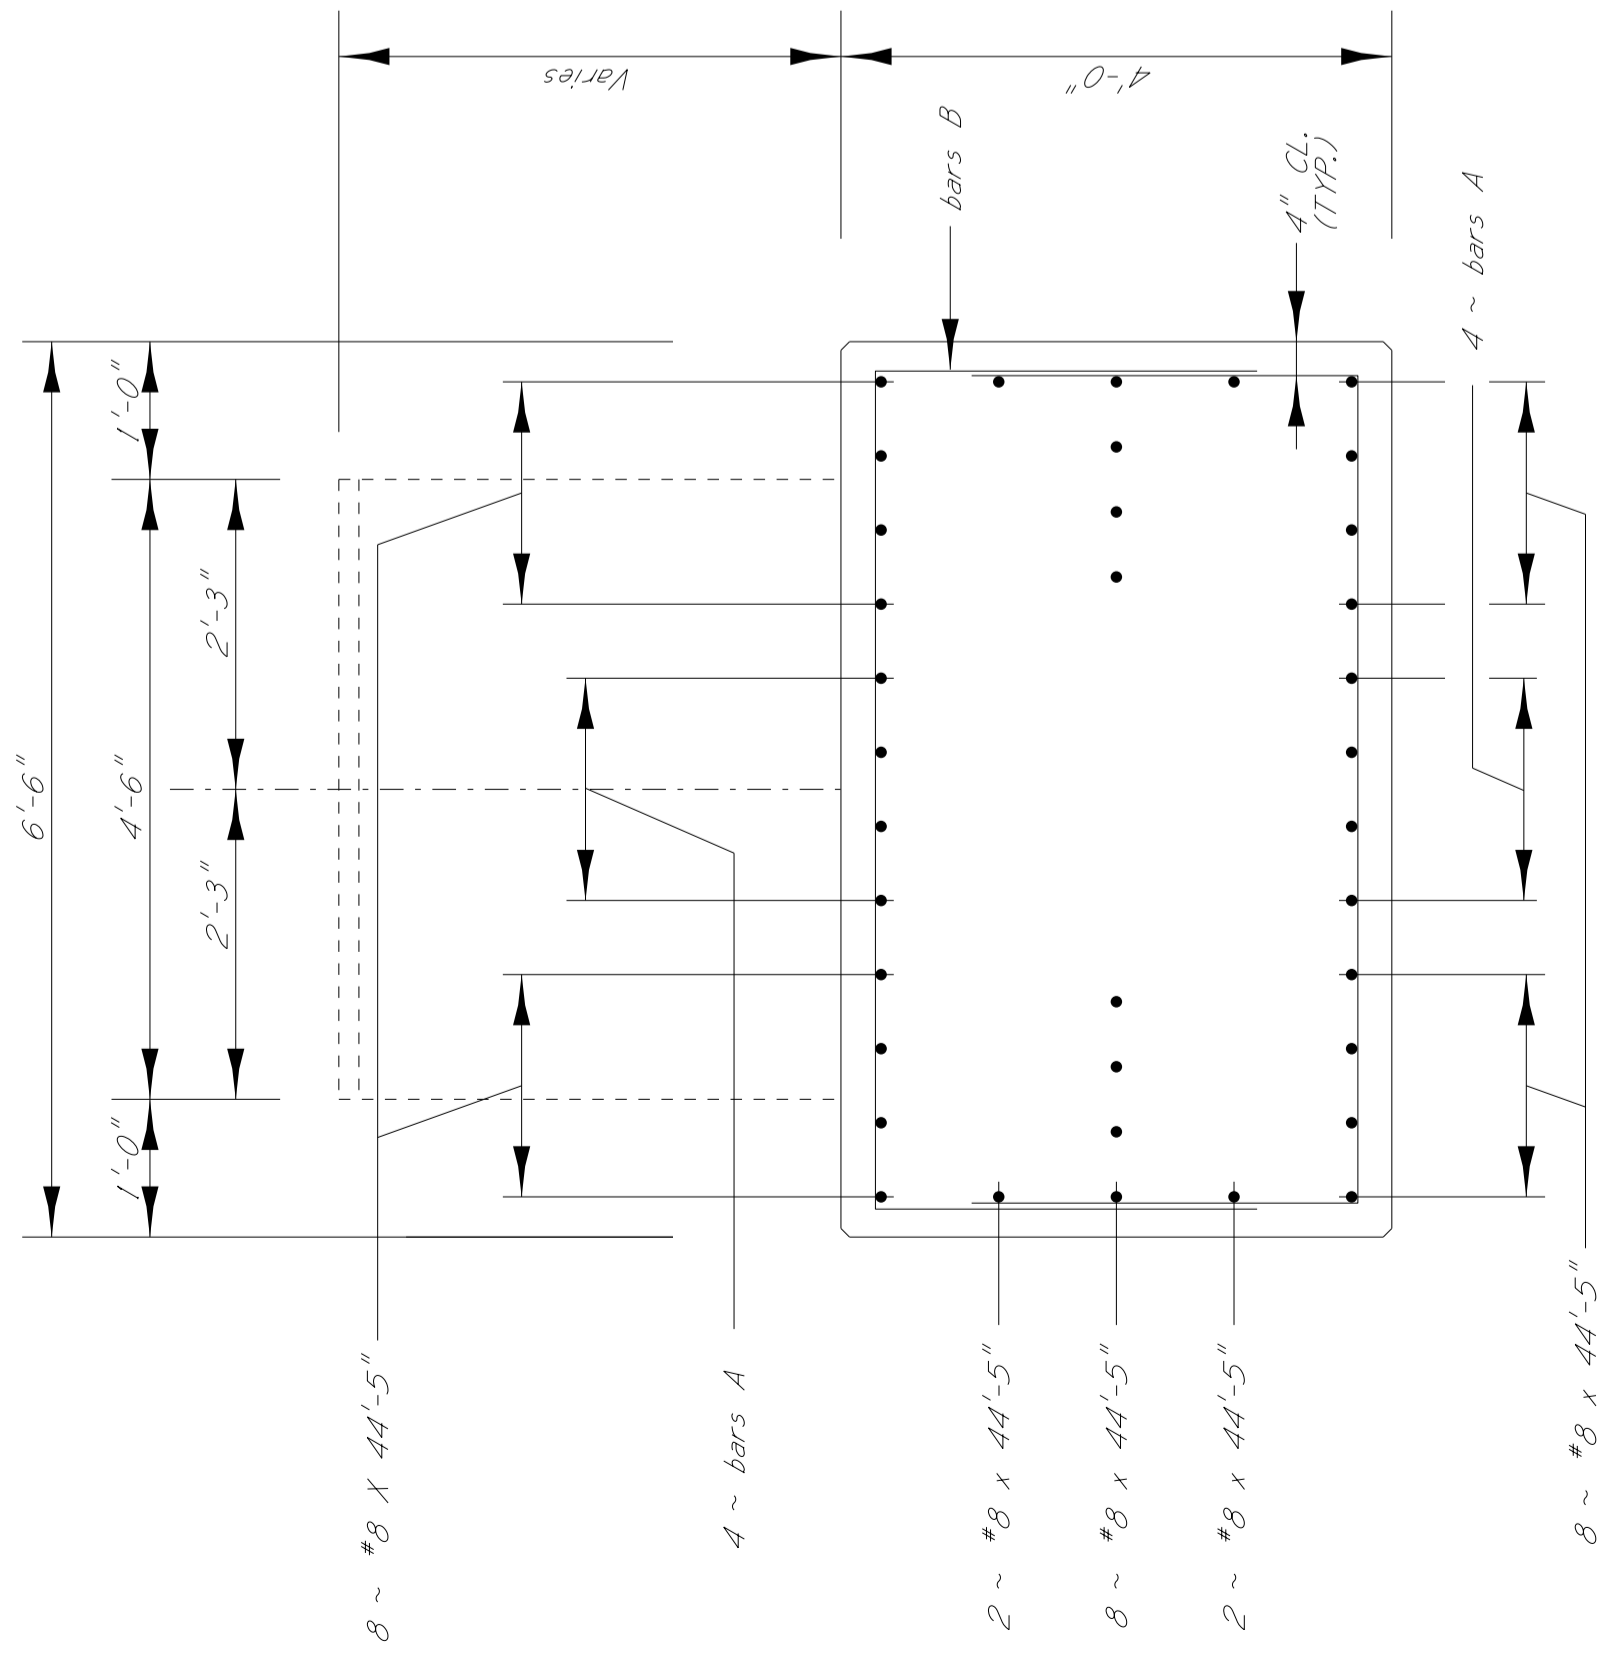 6'-6"
1'-0"
4'-6"
1'-0"
2'-3"
2'-3"
Varies
4'-0"
bars B
4" CL.
(TYP.)
4 ~ bars A
8 ~ #8 X 44'-5"
4 ~ bars A
2 ~ #8 x 44'-5"
8 ~ #8 x 44'-5"
2 ~ #8 x 44'-5"
8 ~ #8 x 44'-5"